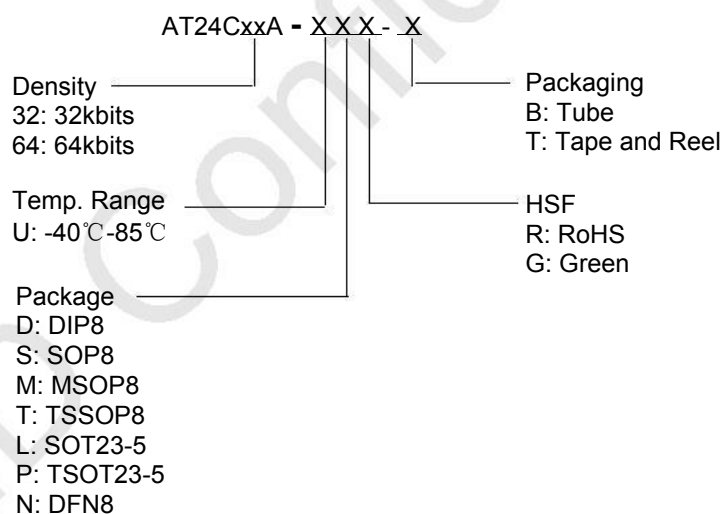 AT24CxxA - X X X - X
Density
32: 32kbits
64: 64kbits
Packaging
B: Tube
T: Tape and Reel
Temp. Range
U: -40℃-85℃
HSF
R: RoHS
G: Green
Package
D: DIP8
S: SOP8
M: MSOP8
T: TSSOP8
L: SOT23-5
P: TSOT23-5
N: DFN8